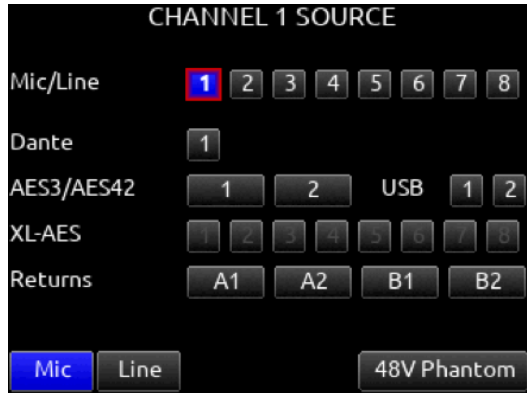 CHANNEL 1 SOURCE
Mic/Line 1 2 3 4 5 6 7 8
Dante 1
AES3/AES42 1 2 USB 1 2
XL-AES 1 2 3 4 5 6 7 8
Returns A1 A2 B1 B2
Mic Line 48V Phantom